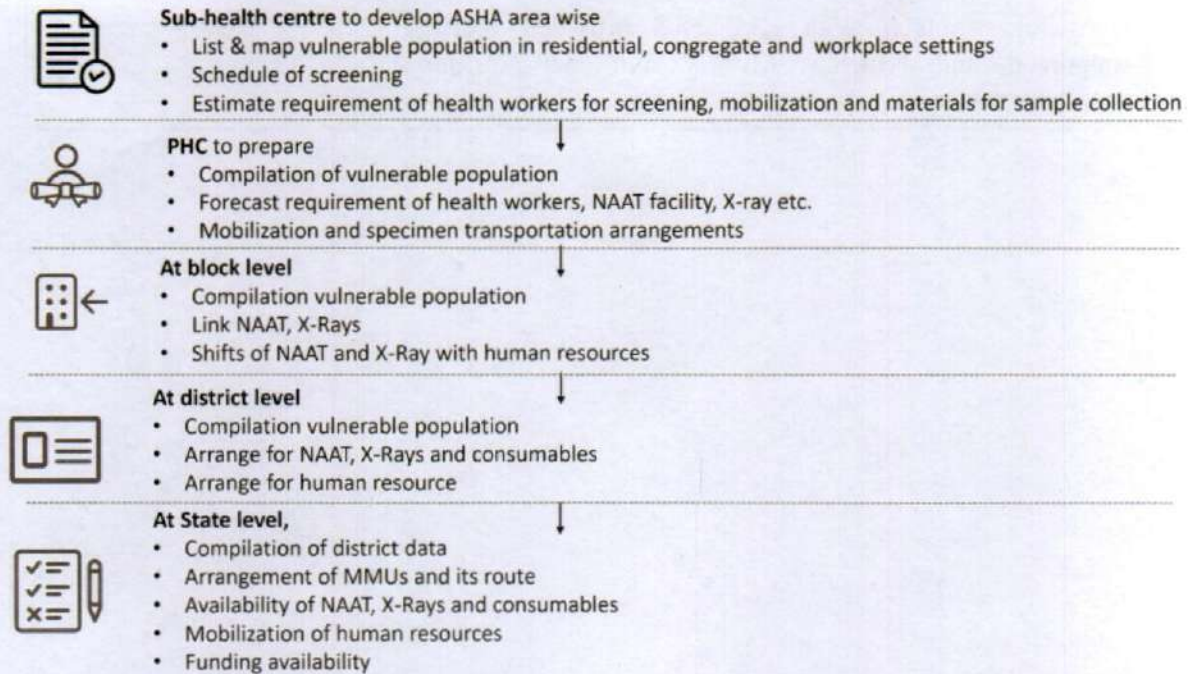 Sub-health centre to develop ASHA area wise
• List & map vulnerable population in residential, congregate and workplace settings
• Schedule of screening
• Estimate requirement of health workers for screening, mobilization and materials for sample collection
PHC to prepare
• Compilation of vulnerable population
• Forecast requirement of health workers, NAAT facility, X-ray etc.
• Mobilization and specimen transportation arrangements
At block level
• Compilation vulnerable population
• Link NAAT, X-Rays
• Shifts of NAAT and X-Ray with human resources
At district level
• Compilation vulnerable population
• Arrange for NAAT, X-Rays and consumables
• Arrange for human resource
At State level,
• Compilation of district data
• Arrangement of MMUs and its route
• Availability of NAAT, X-Rays and consumables
• Mobilization of human resources
• Funding availability